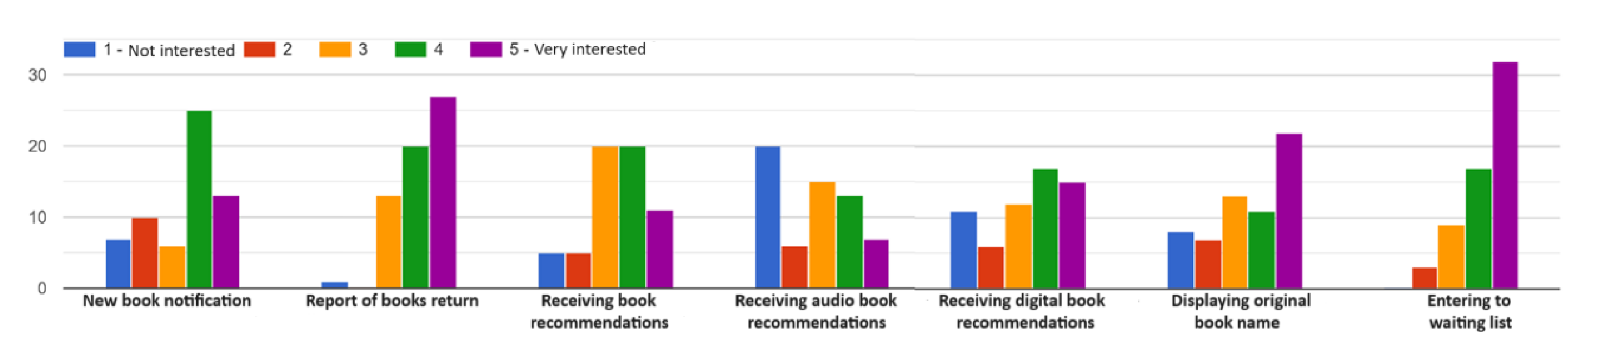 1 - Not interested 2 3 4 5 - Very interested
30
20
10
0
New book notification
Report of books return
Receiving book
recommendations
Receiving audio book
recommendations
Receiving digital book
recommendations
Displaying original
book name
Entering to
waiting list